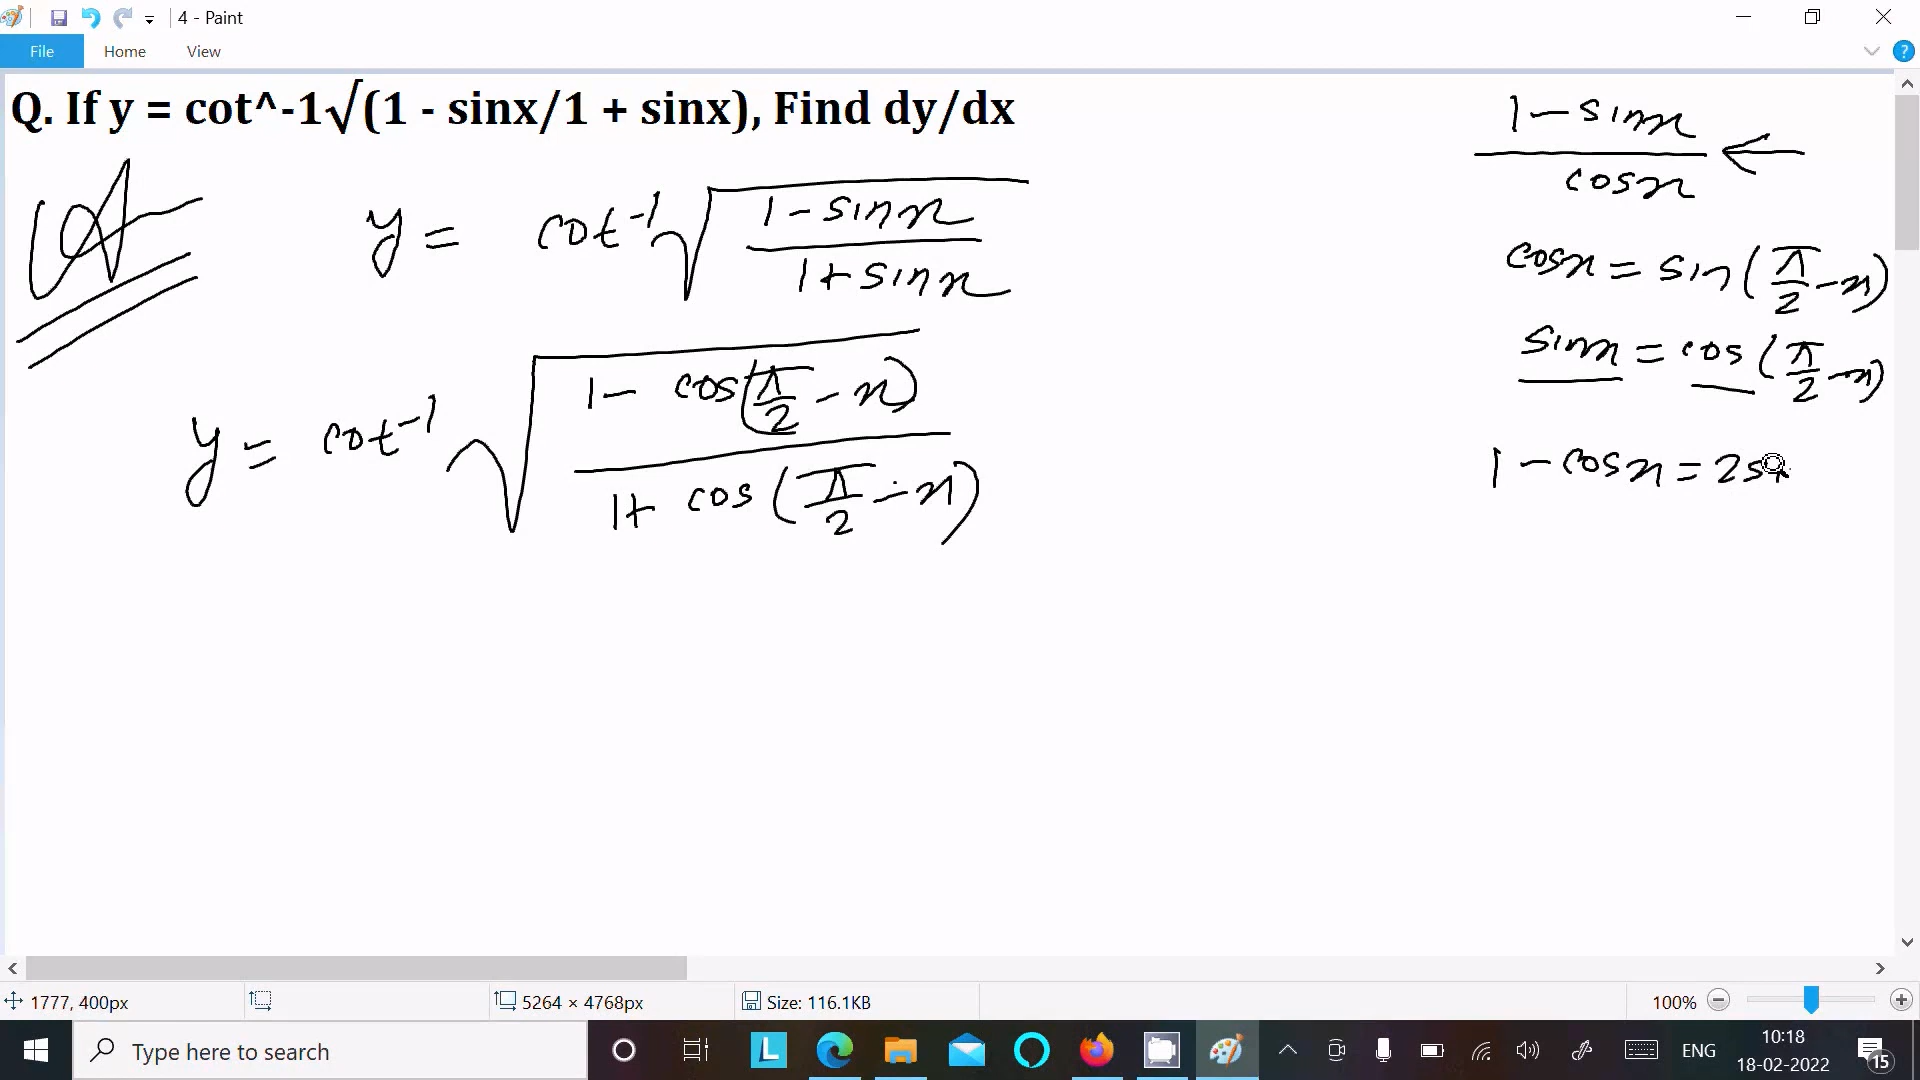 4 - Paint
File Home View
Q. If y = cot^-1√(1 - sinx/1 + sinx), Find dy/dx
y = cot⁻¹ √
1 - sinx
1 + sinx
y = cot⁻¹ √
1 - cos(π/2 - x)
1 + cos(π/2 - x)
1 - sinx
cosx
cosx = sin(π/2 - x)
sinx = cos(π/2 - x)
1 - cosx = 2s
1777, 400px
5264 × 4768px
Size: 116.1KB
100%
Type here to search
L
ENG
10:18
18-02-2022
15